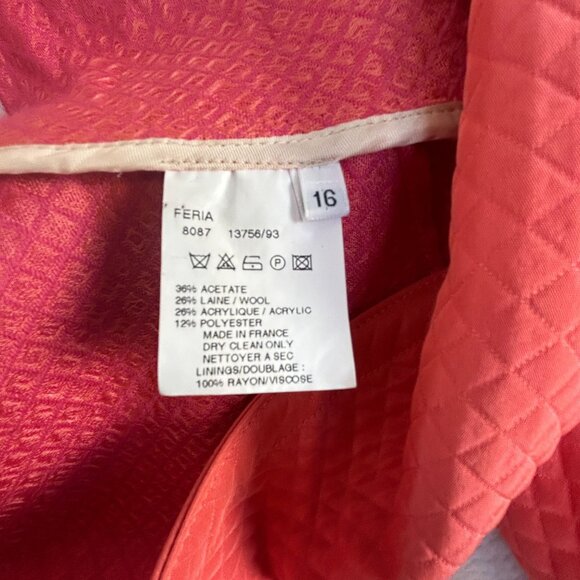 16
FERIA
8087 13756/93
P
36% ACETATE
26% LAINE / WOOL
26% ACRYLIQUE / ACRYLIC
12% POLYESTER
MADE IN FRANCE
DRY CLEAN ONLY
NETTOYER A SEC
LININGS/DOUBLAGE :
100% RAYON/VISCOSE